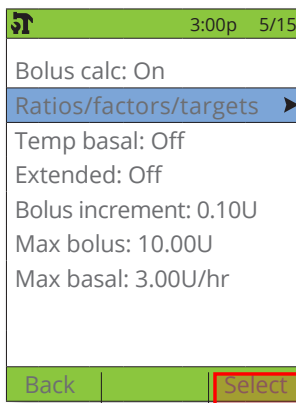 3:00p 5/15
Bolus calc: On
Ratios/factors/targets
Temp basal: Off
Extended: Off
Bolus increment: 0.10U
Max bolus: 10.00U
Max basal: 3.00U/hr
Back Select